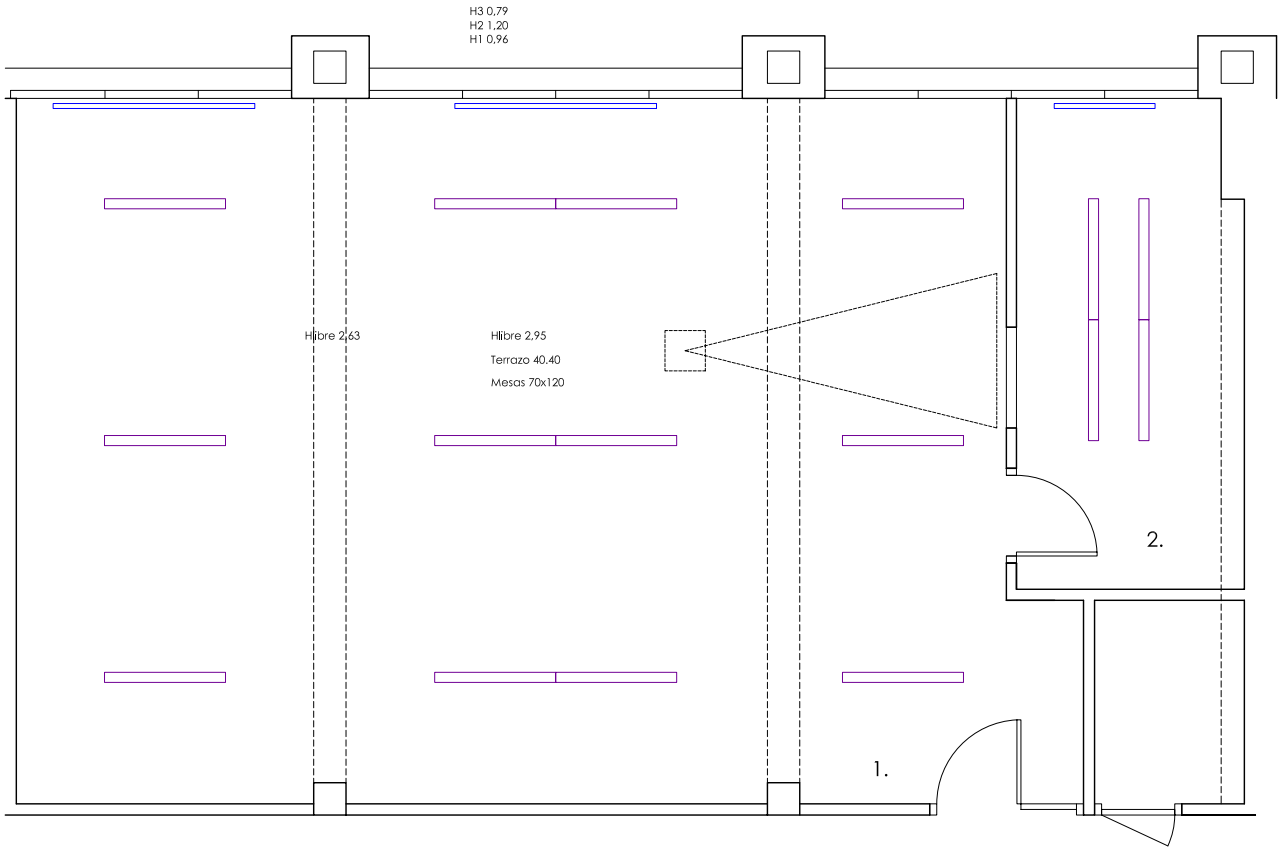 H3 0,79
H2 1,20
H1 0,96
Hlibre 2,63
Hlibre 2,95
Terrazo 40.40
Mesas 70x120
2.
1.